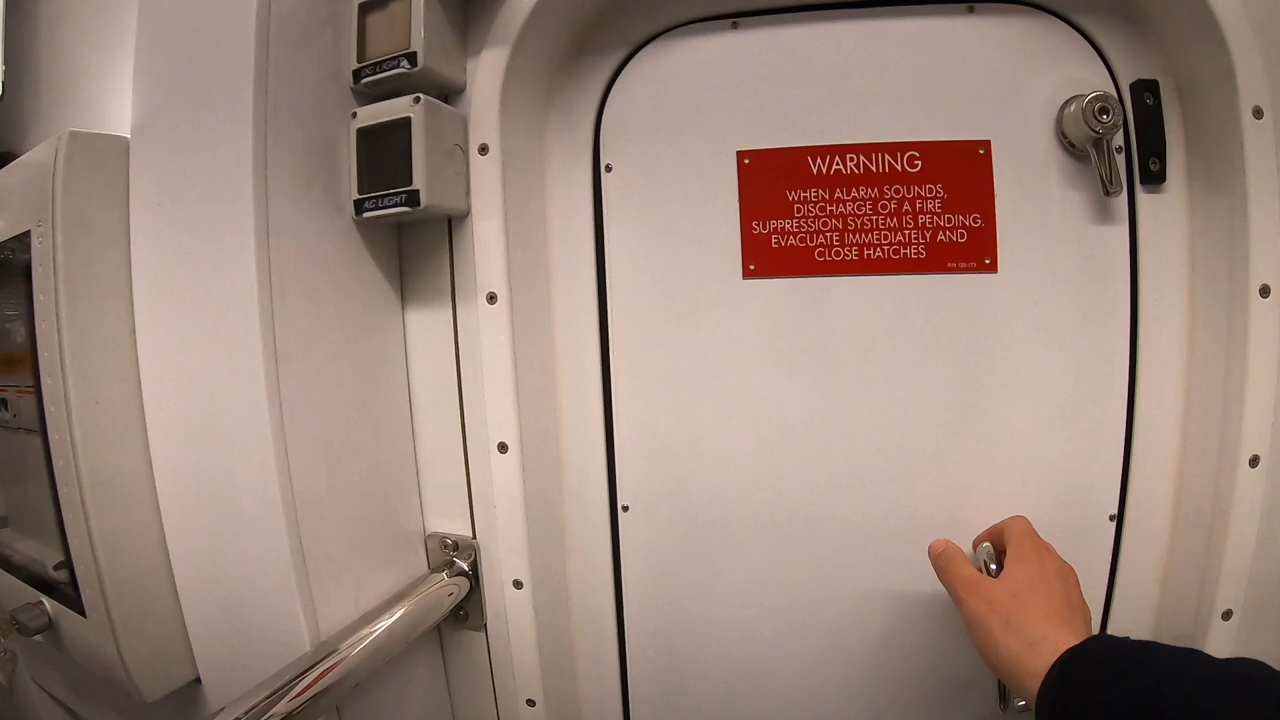 DC LIGHT
AC LIGHT
WARNING
WHEN ALARM SOUNDS,
DISCHARGE OF A FIRE
SUPPRESSION SYSTEM IS PENDING.
EVACUATE IMMEDIATELY AND
CLOSE HATCHES